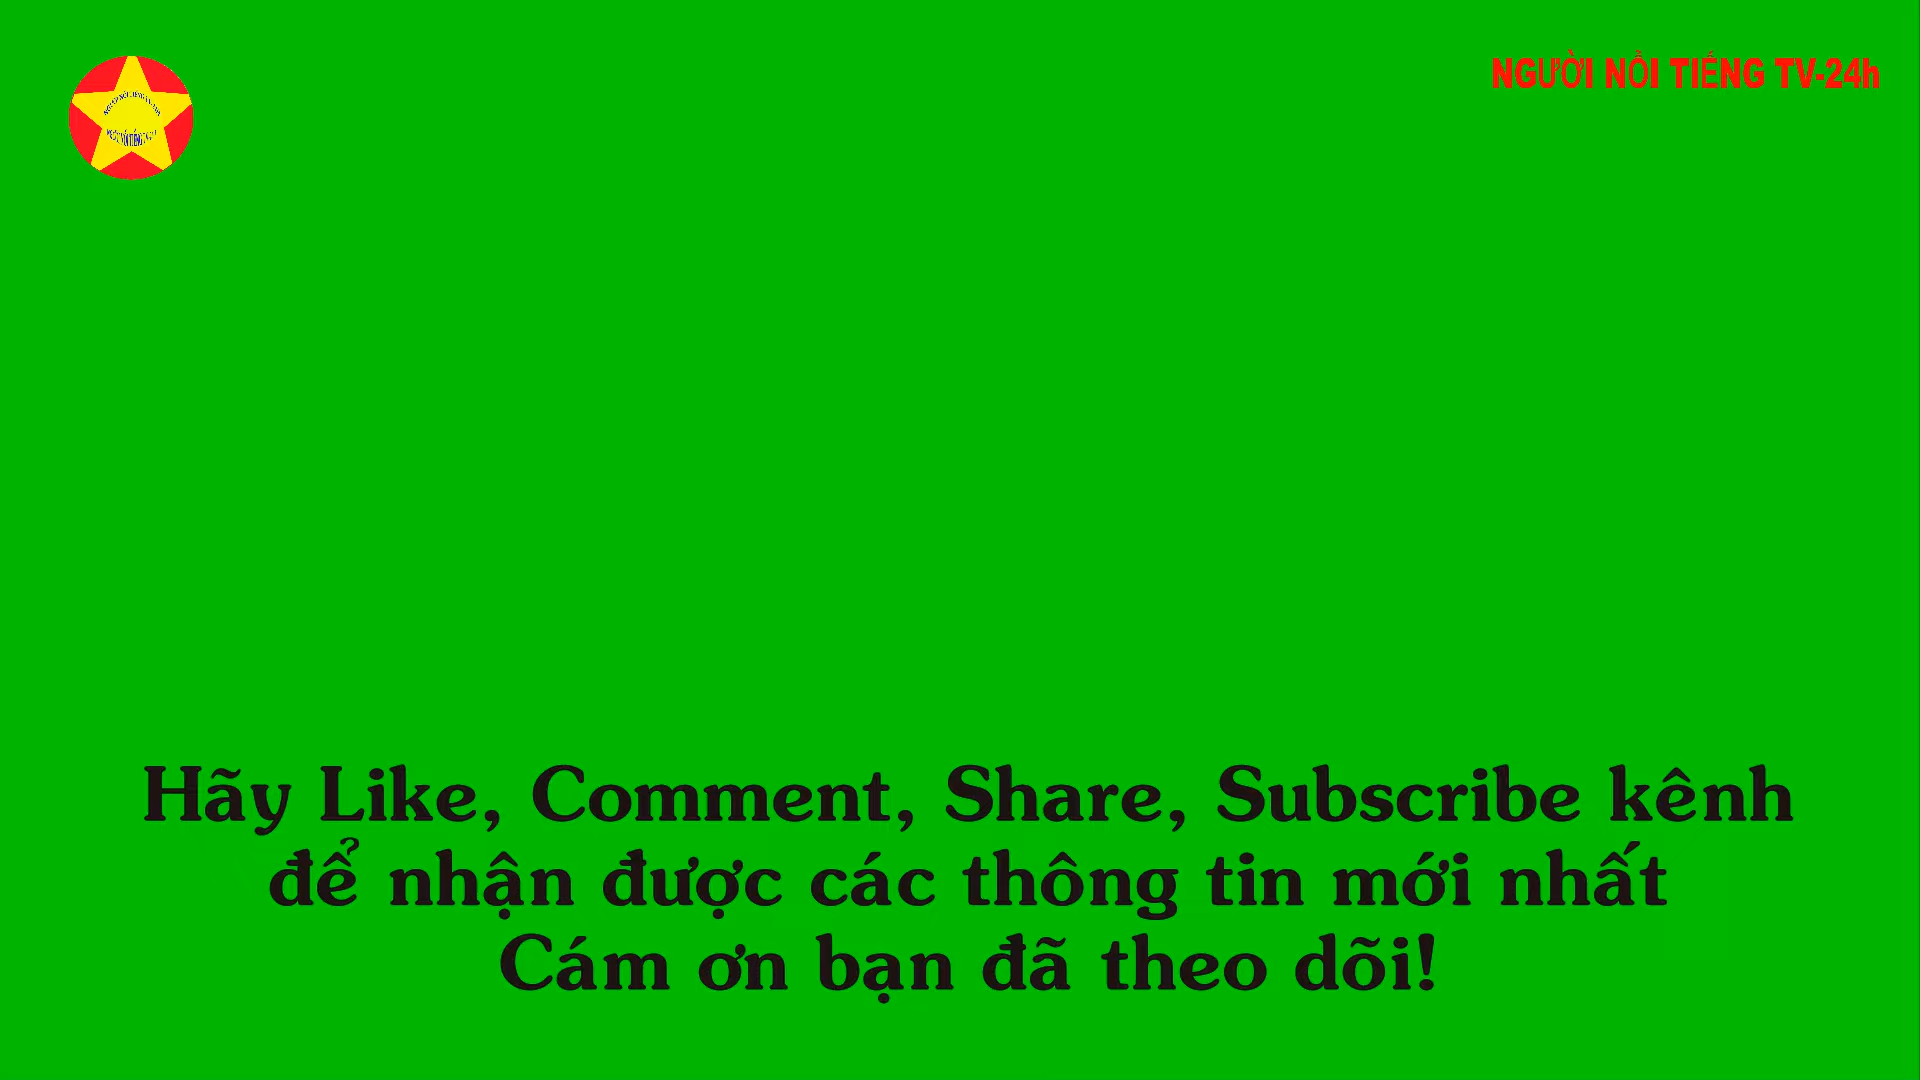 NGƯỜI NỔI TIẾNG TV-24h
Hãy Like, Comment, Share, Subscribe kênh
để nhận được các thông tin mới nhất
Cám ơn bạn đã theo dõi!